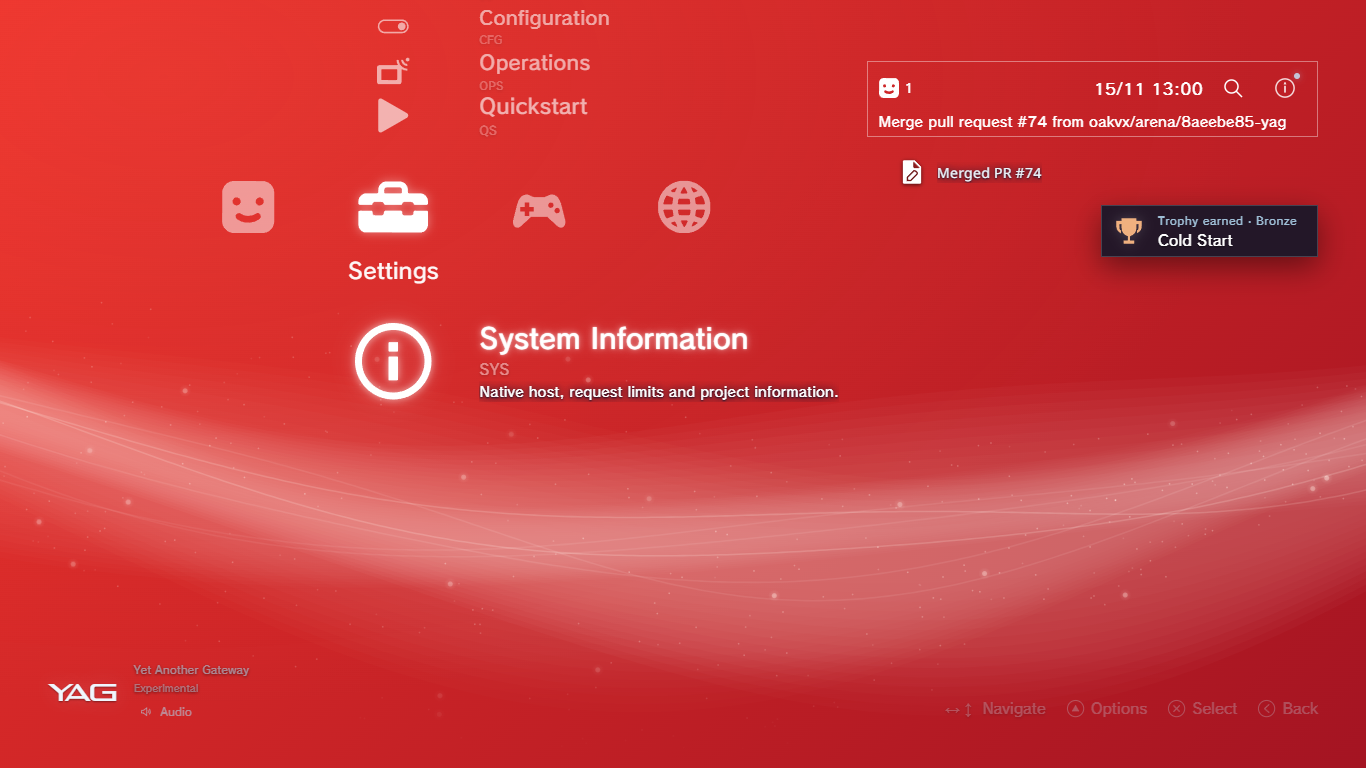 Configuration
CFG
Operations
OPS
Quickstart
QS
1
15/11 13:00
Merge pull request #74 from oakvx/arena/8aeebe85-yag
Merged PR #74
Trophy earned · Bronze
Cold Start
Settings
System Information
SYS
Native host, request limits and project information.
YAG
Yet Another Gateway
Experimental
Audio
Navigate
Options
Select
Back